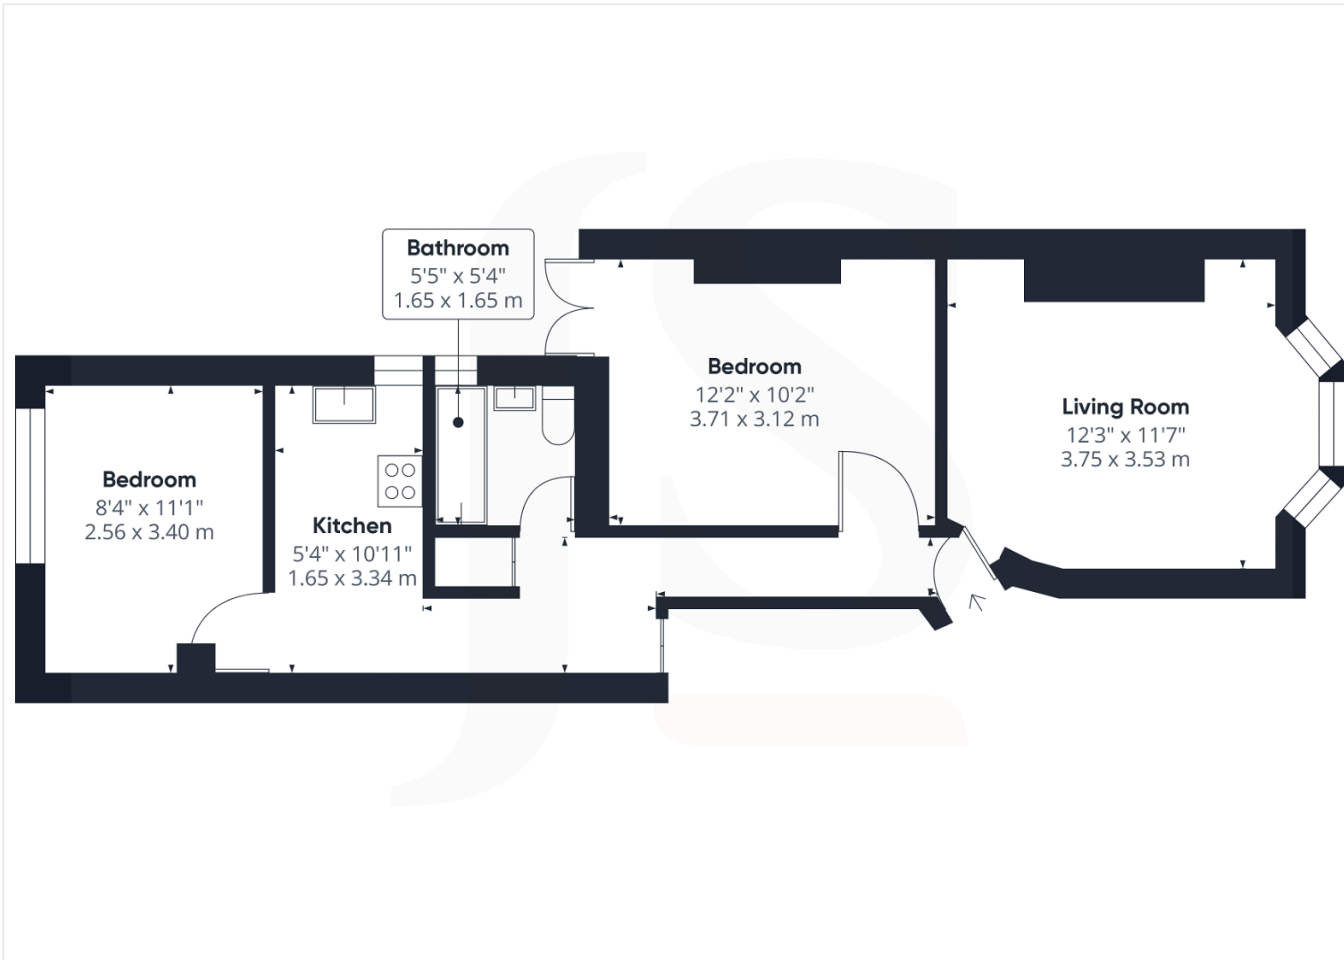 Bathroom
5'5" x 5'4"
1.65 x 1.65 m
Bedroom
12'2" x 10'2"
3.71 x 3.12 m
Living Room
12'3" x 11'7"
3.75 x 3.53 m
Bedroom
8'4" x 11'1"
2.56 x 3.40 m
Kitchen
5'4" x 10'11"
1.65 x 3.34 m
JS